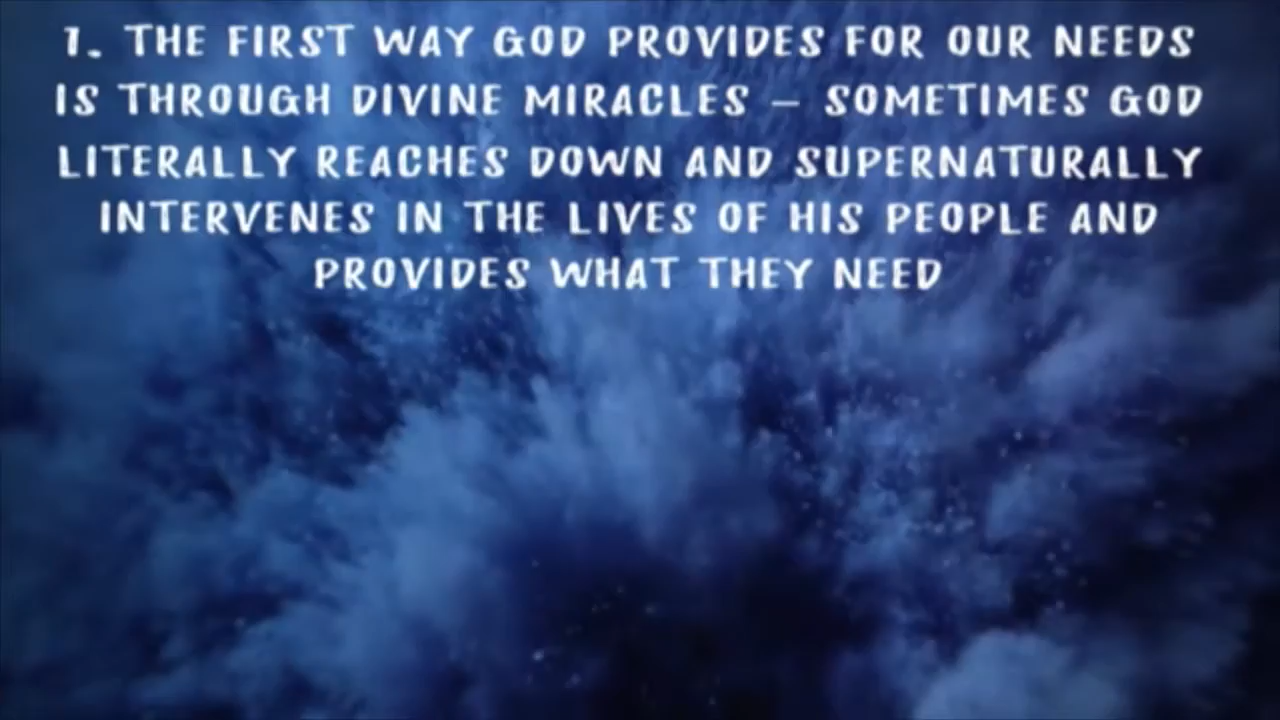 1. THE FIRST WAY GOD PROVIDES FOR OUR NEEDS
IS THROUGH DIVINE MIRACLES – SOMETIMES GOD
LITERALLY REACHES DOWN AND SUPERNATURALLY
INTERVENES IN THE LIVES OF HIS PEOPLE AND
PROVIDES WHAT THEY NEED